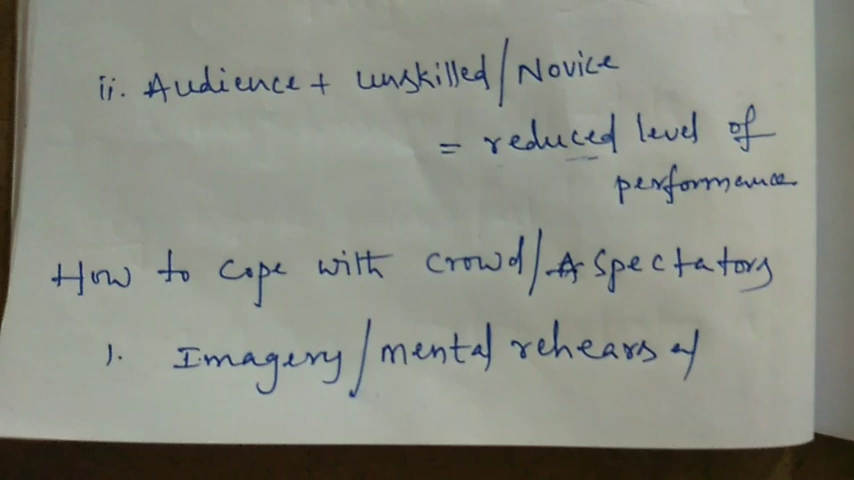 ii. Audience + unskilled/Novice
= reduced level of
performance
How to cope with crowd/A Spectators
1. Imagery/mental rehearsal